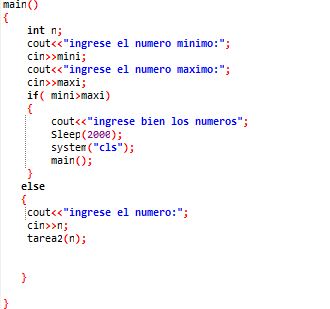 main()
{
int n;
cout<<"ingrese el numero minimo:";
cin>>mini;
cout<<"ingrese el numero maximo:";
cin>>maxi;
if( mini>maxi)
{
cout<<"ingrese bien los numeros";
Sleep(2000);
system("cls");
main();
}
else
{
cout<<"ingrese el numero:";
cin>>n;
tarea2(n);
}
}